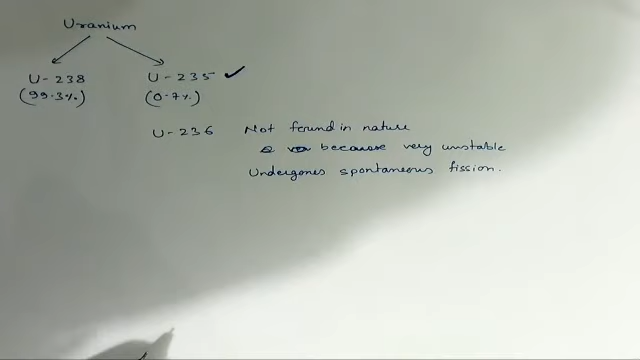 Uranium
U-238 U-235 ✓
(99.3%) (0.7%)
U-236 Not found in nature
because very unstable
Undergones spontaneous fission.